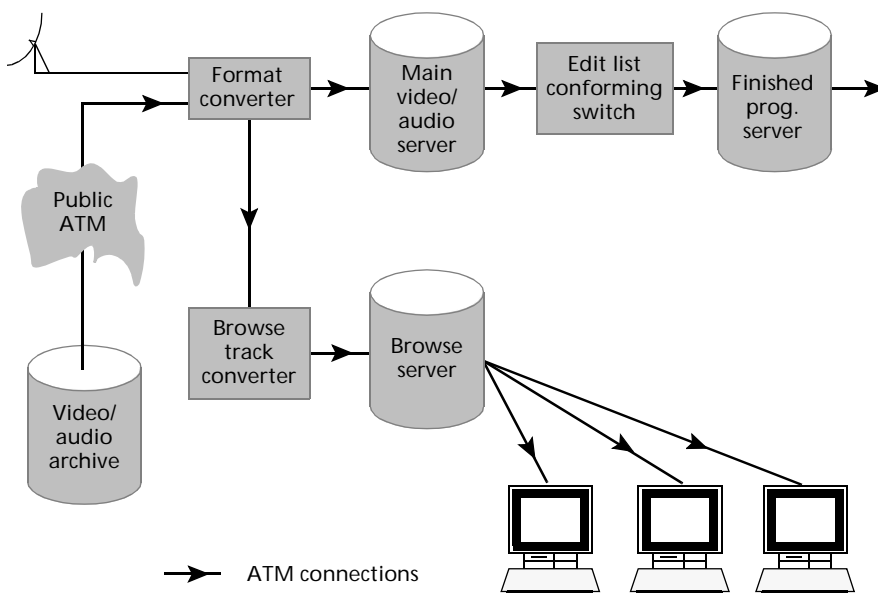 Format
converter
Main
video/
audio
server
Edit list
conforming
switch
Finished
prog.
server
Public
ATM
Browse
track
converter
Browse
server
Video/
audio
archive
ATM connections